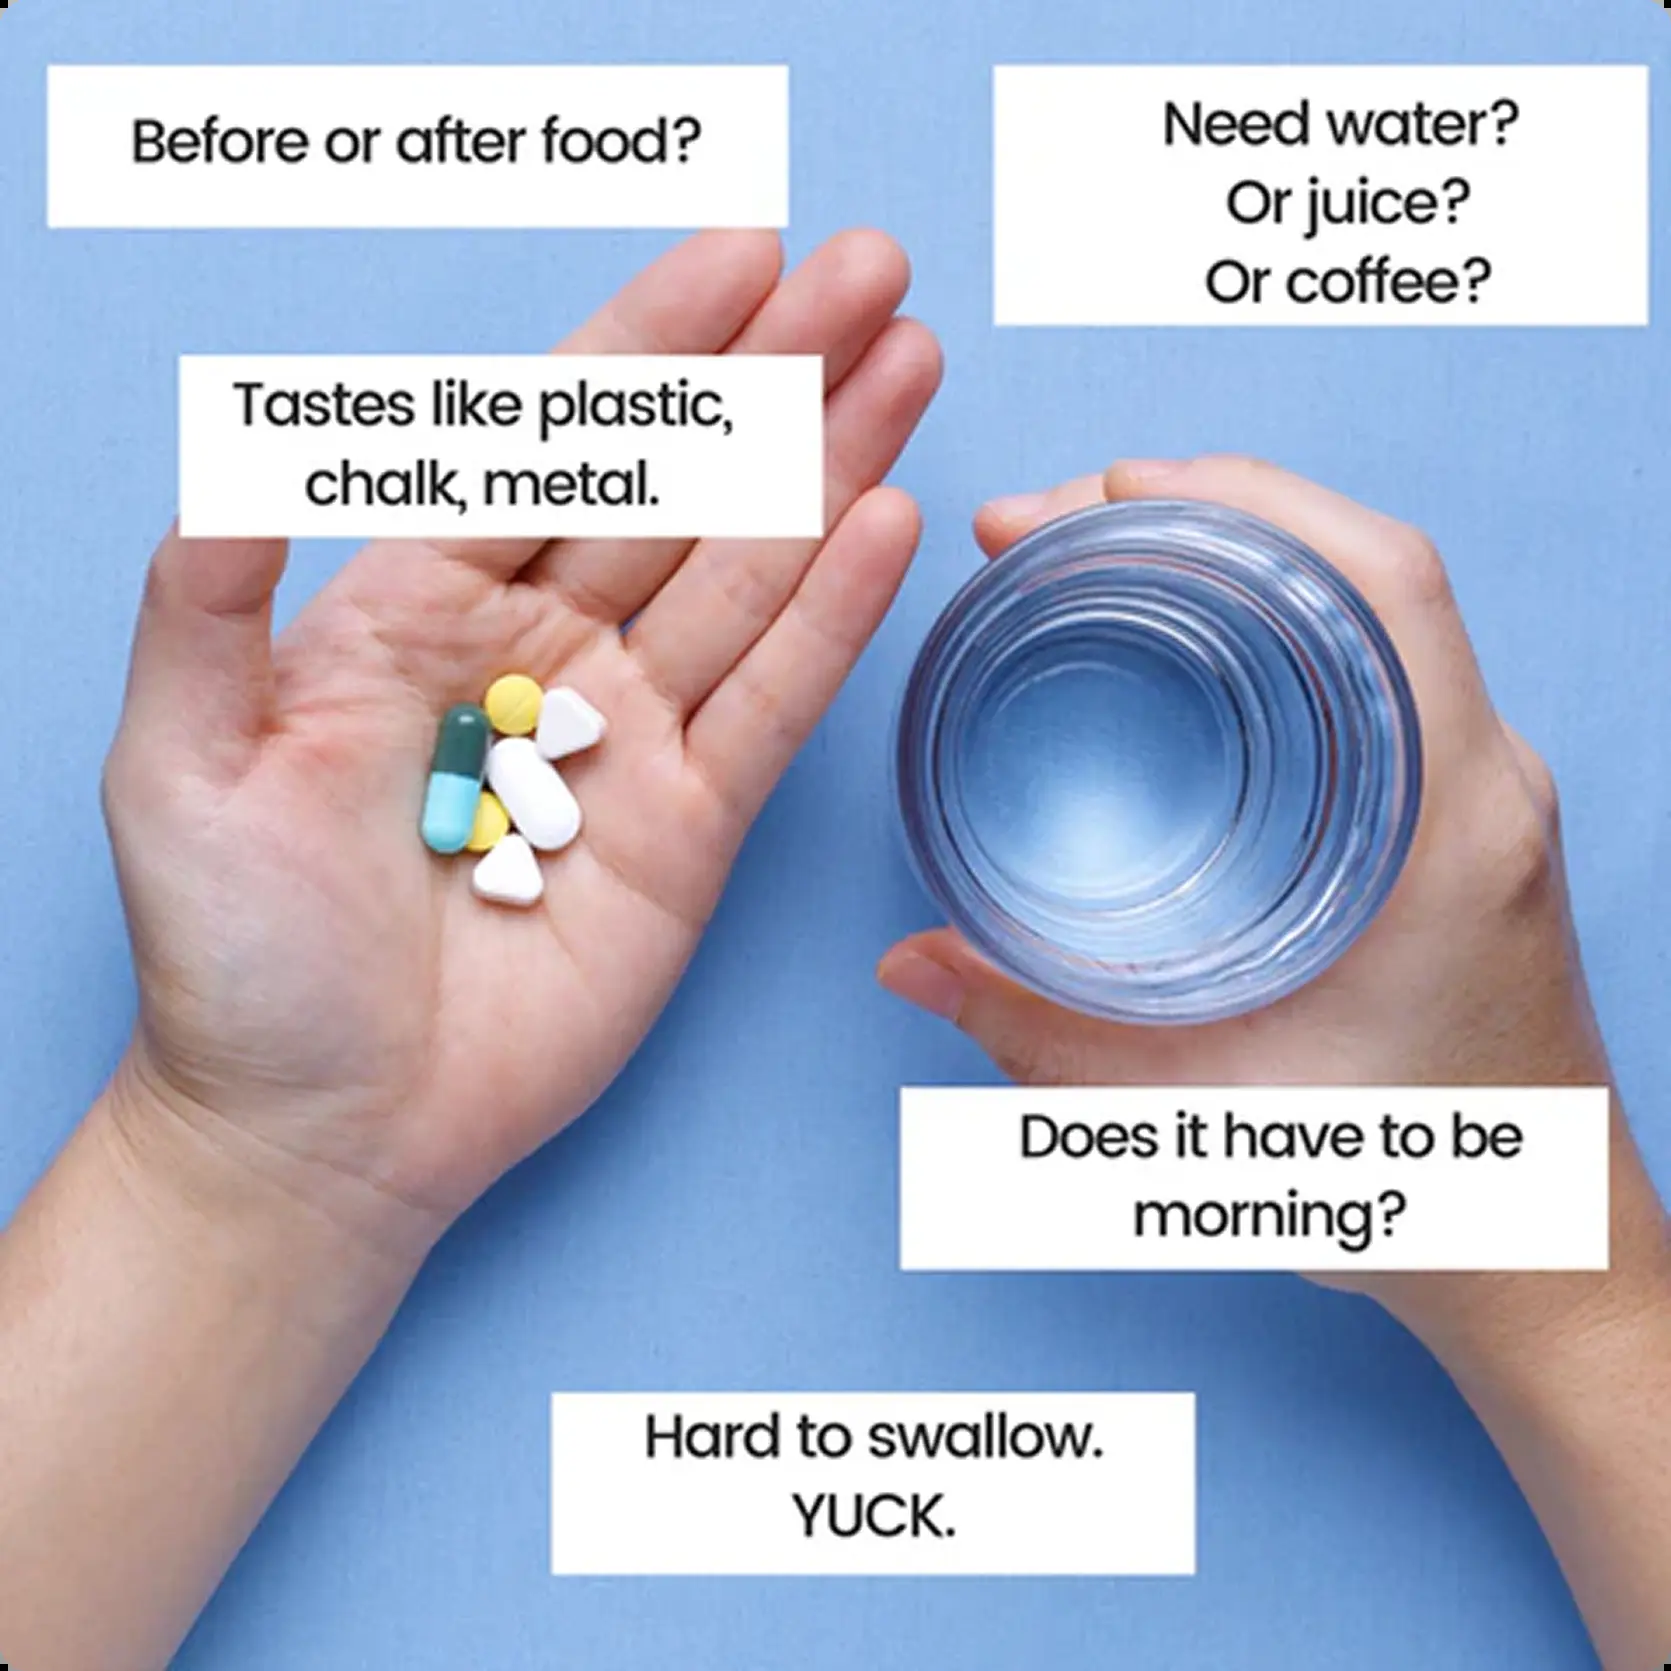 Before or after food?
Need water?
Or juice?
Or coffee?
Tastes like plastic,
chalk, metal.
Does it have to be
morning?
Hard to swallow.
YUCK.